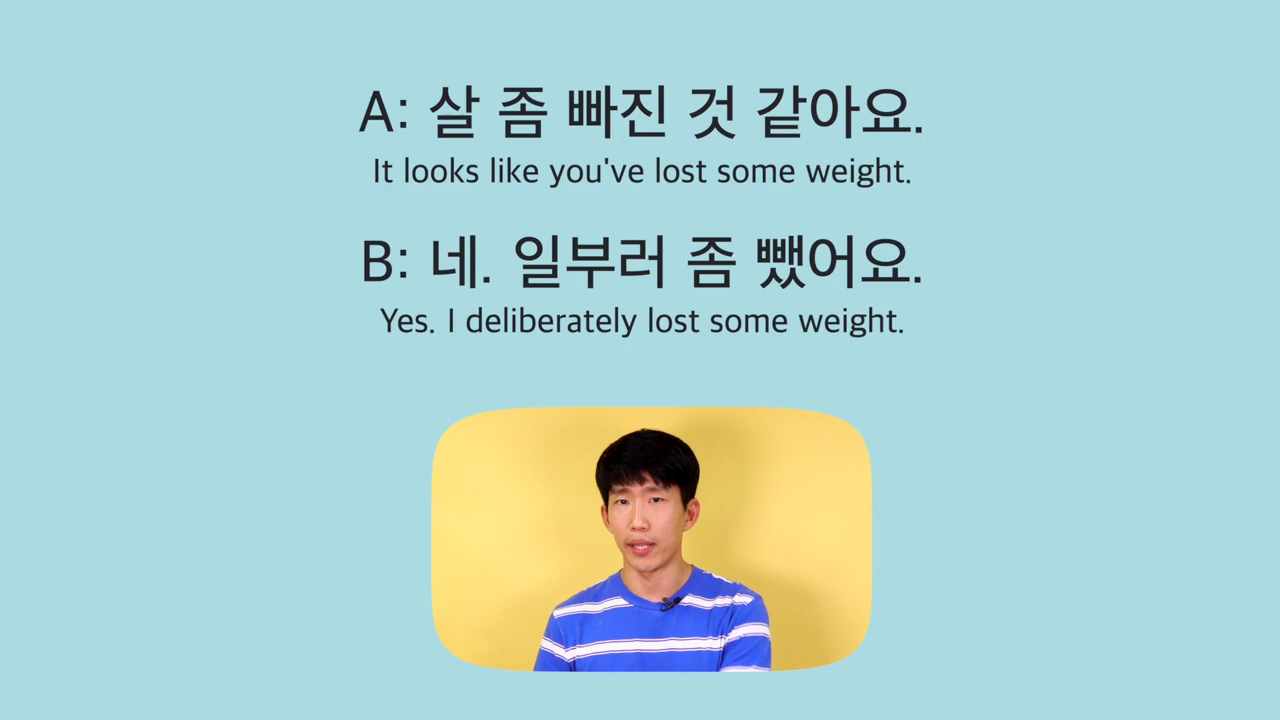 A: 살 좀 빠진 것 같아요.
It looks like you've lost some weight.
B: 네. 일부러 좀 뺐어요.
Yes. I deliberately lost some weight.